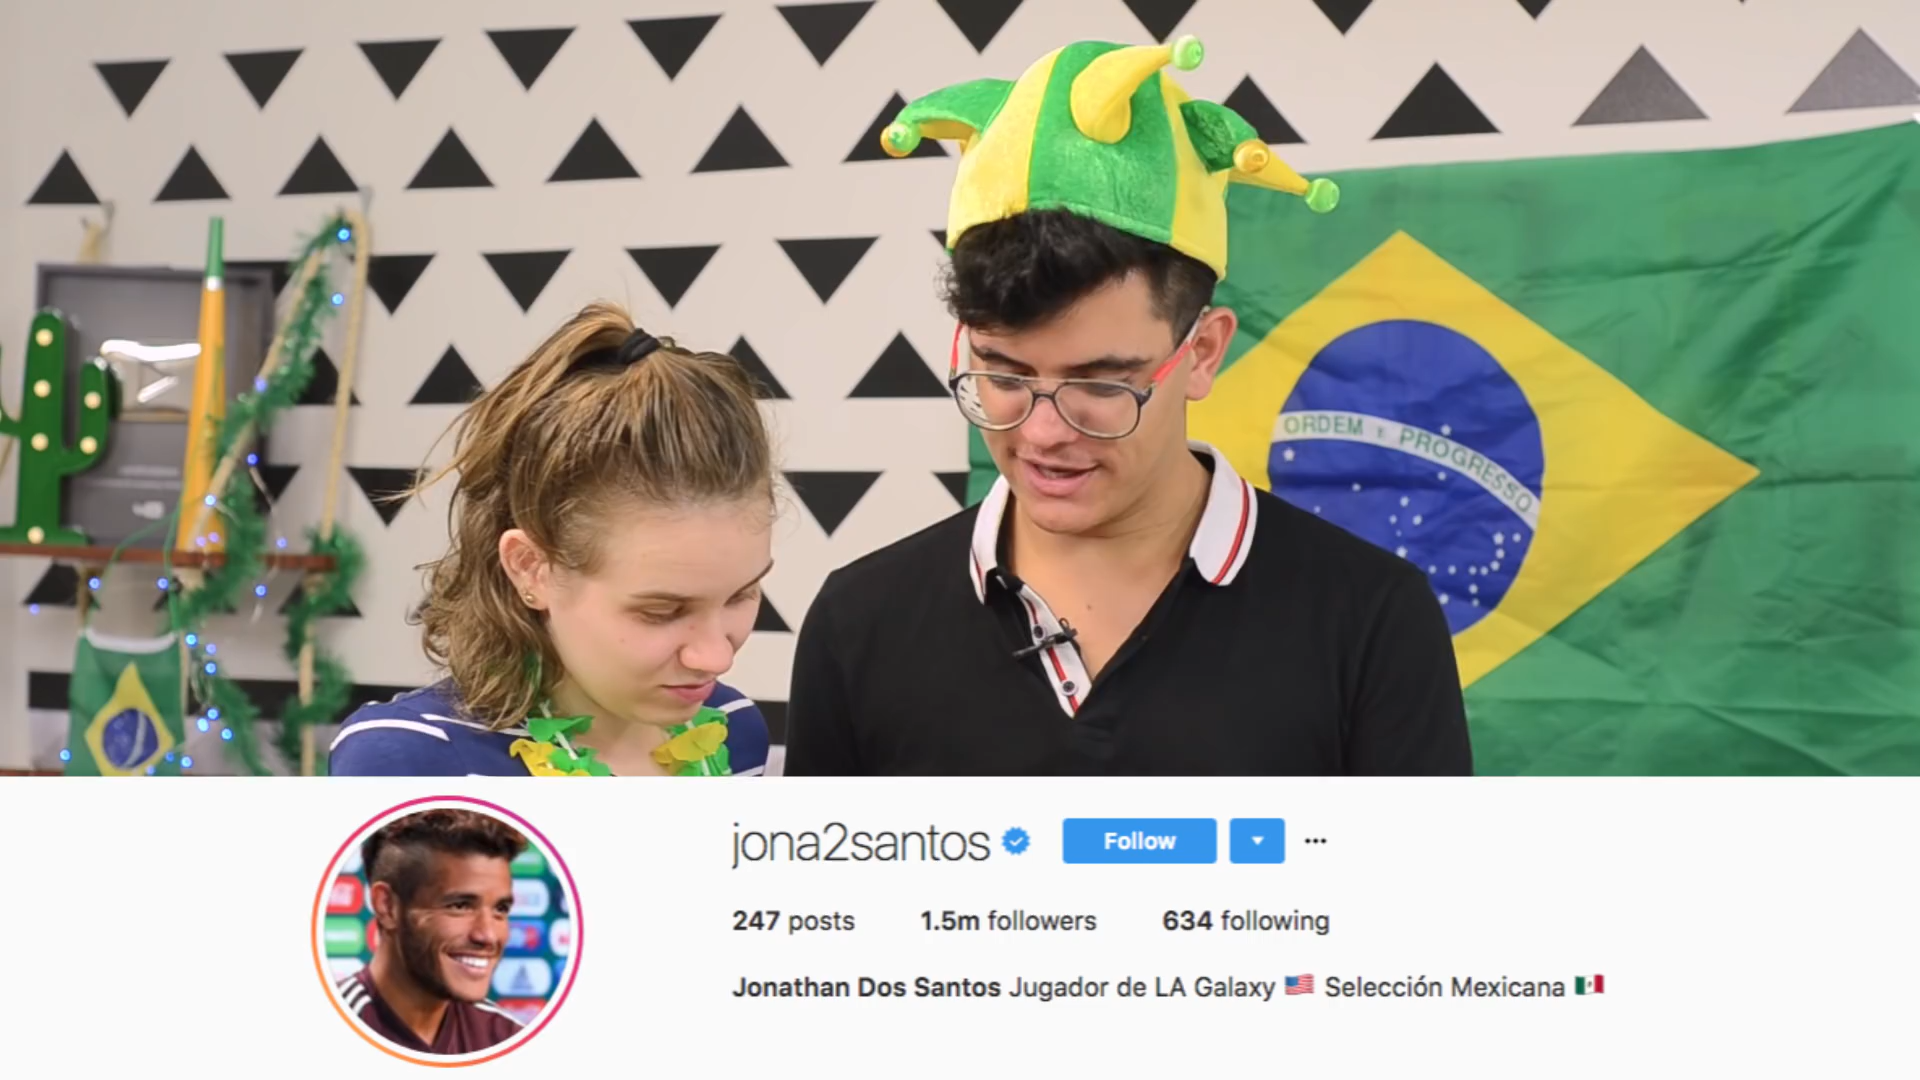 ORDEM E PROGRESSO
jona2santos
Follow
247 posts 1.5m followers 634 following
Jonathan Dos Santos Jugador de LA Galaxy 🇺🇸 Selección Mexicana 🇲🇽